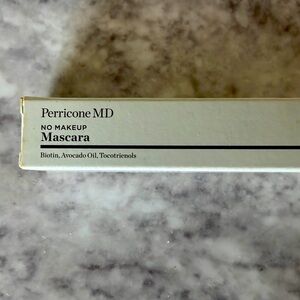 Perricone MD
NO MAKEUP
Mascara
Biotin, Avocado Oil, Tocotrienols